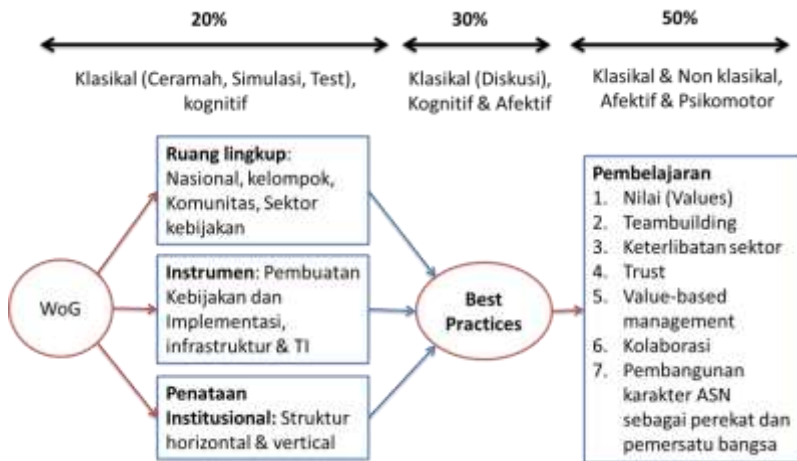 20%
30%
50%
Klasikal (Ceramah, Simulasi, Test),
kognitif
Klasikal (Diskusi),
Kognitif & Afektif
Klasikal & Non klasikal,
Afektif & Psikomotor
WoG
Ruang lingkup:
Nasional, kelompok,
Komunitas, Sektor
kebijakan
Instrumen: Pembuatan
Kebijakan dan
Implementasi,
infrastruktur & TI
Penataan
Institusional: Struktur
horizontal & vertical
Best
Practices
Pembelajaran
1. Nilai (Values)
2. Teambuilding
3. Keterlibatan sektor
4. Trust
5. Value-based
management
6. Kolaborasi
7. Pembangunan
karakter ASN
sebagai perekat dan
pemersatu bangsa